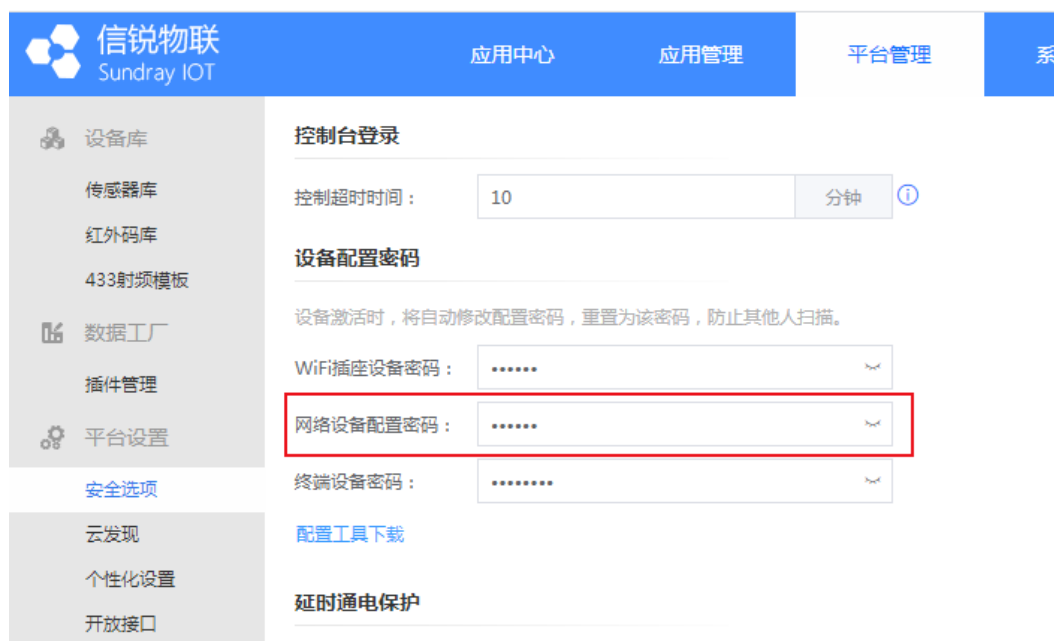 信锐物联
Sundray IOT
应用中心
应用管理
平台管理
系
设备库
传感器库
红外码库
433射频模板
数据工厂
插件管理
平台设置
安全选项
云发现
个性化设置
开放接口
控制台登录
控制超时时间：
10
分钟
设备配置密码
设备激活时，将自动修改配置密码，重置为该密码，防止其他人扫描。
WiFi插座设备密码：
••••••
网络设备配置密码：
••••••
终端设备密码：
••••••••
配置工具下载
延时通电保护